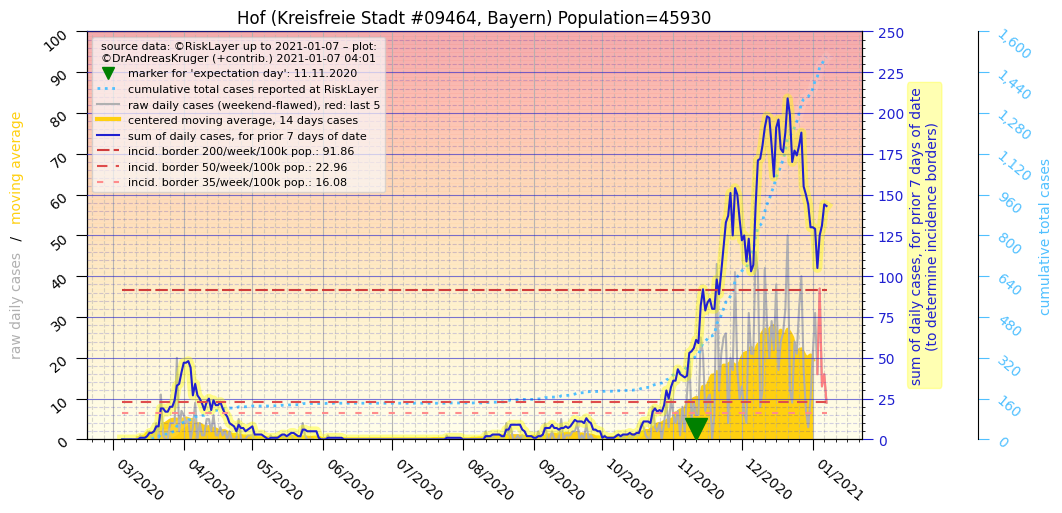 Hof (Kreisfreie Stadt #09464, Bayern) Population=45930
source data: ©RiskLayer up to 2021-01-07 – plot:
©DrAndreasKruger (+contrib.) 2021-01-07 04:01
marker for 'expectation day': 11.11.2020
cumulative total cases reported at RiskLayer
raw daily cases (weekend-flawed), red: last 5
centered moving average, 14 days cases
sum of daily cases, for prior 7 days of date
incid. border 200/week/100k pop.: 91.86
incid. border 50/week/100k pop.: 22.96
incid. border 35/week/100k pop.: 16.08
raw daily cases / moving average
100
90
80
70
60
50
40
30
20
10
0
03/2020
04/2020
05/2020
06/2020
07/2020
08/2020
09/2020
10/2020
11/2020
12/2020
01/2021
250
225
200
175
150
125
100
75
50
25
0
sum of daily cases, for prior 7 days of date
(to determine incidence borders)
1,600
1,440
1,280
1,120
960
800
640
480
320
160
0
cumulative total cases